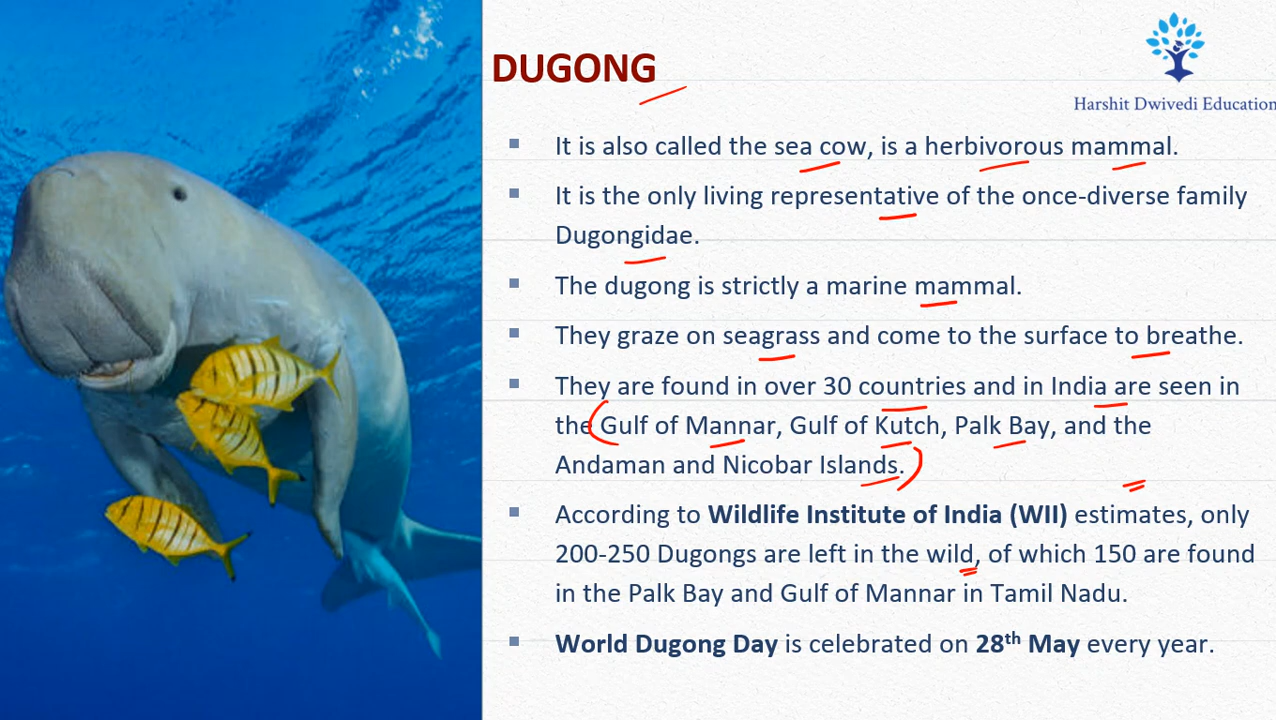 DUGONG
Harshit Dwivedi Education
▪ It is also called the sea cow, is a herbivorous mammal.
▪ It is the only living representative of the once-diverse family
Dugongidae.
▪ The dugong is strictly a marine mammal.
▪ They graze on seagrass and come to the surface to breathe.
▪ They are found in over 30 countries and in India are seen in
the Gulf of Mannar, Gulf of Kutch, Palk Bay, and the
Andaman and Nicobar Islands.
▪ According to Wildlife Institute of India (WII) estimates, only
200-250 Dugongs are left in the wild, of which 150 are found
in the Palk Bay and Gulf of Mannar in Tamil Nadu.
▪ World Dugong Day is celebrated on 28th May every year.